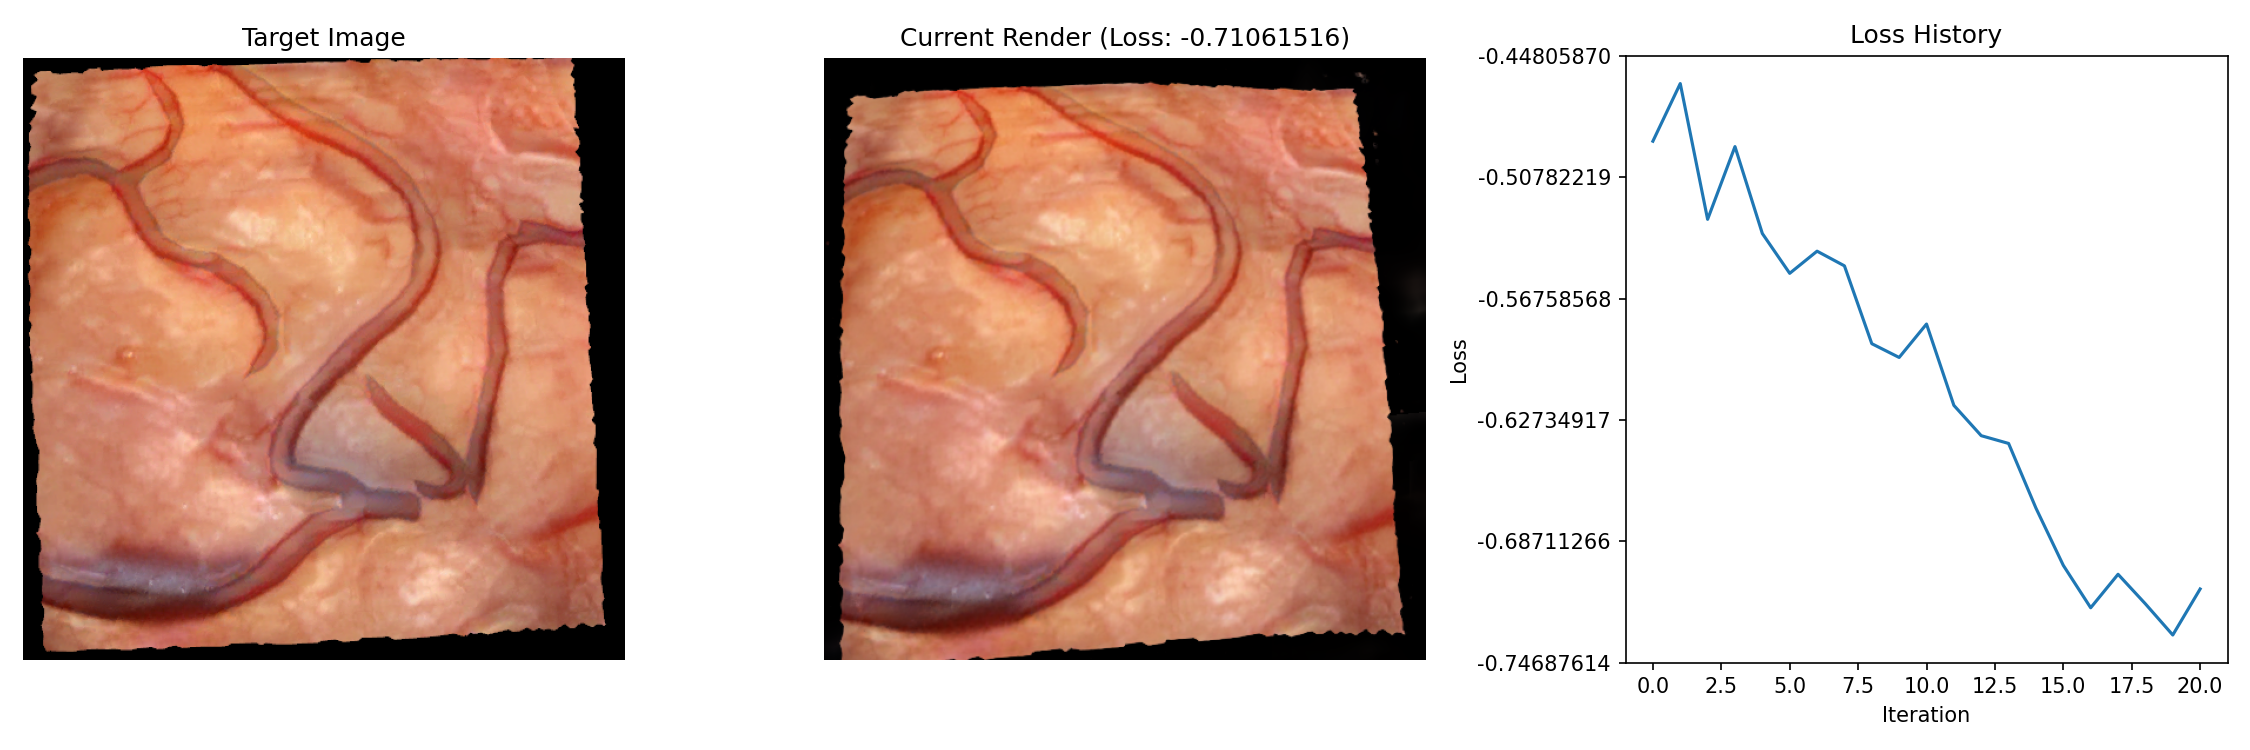 Target Image
Current Render (Loss: -0.71061516)
Loss History
-0.44805870
-0.50782219
-0.56758568
-0.62734917
-0.68711266
-0.74687614
Loss
0.0 2.5 5.0 7.5 10.0 12.5 15.0 17.5 20.0
Iteration